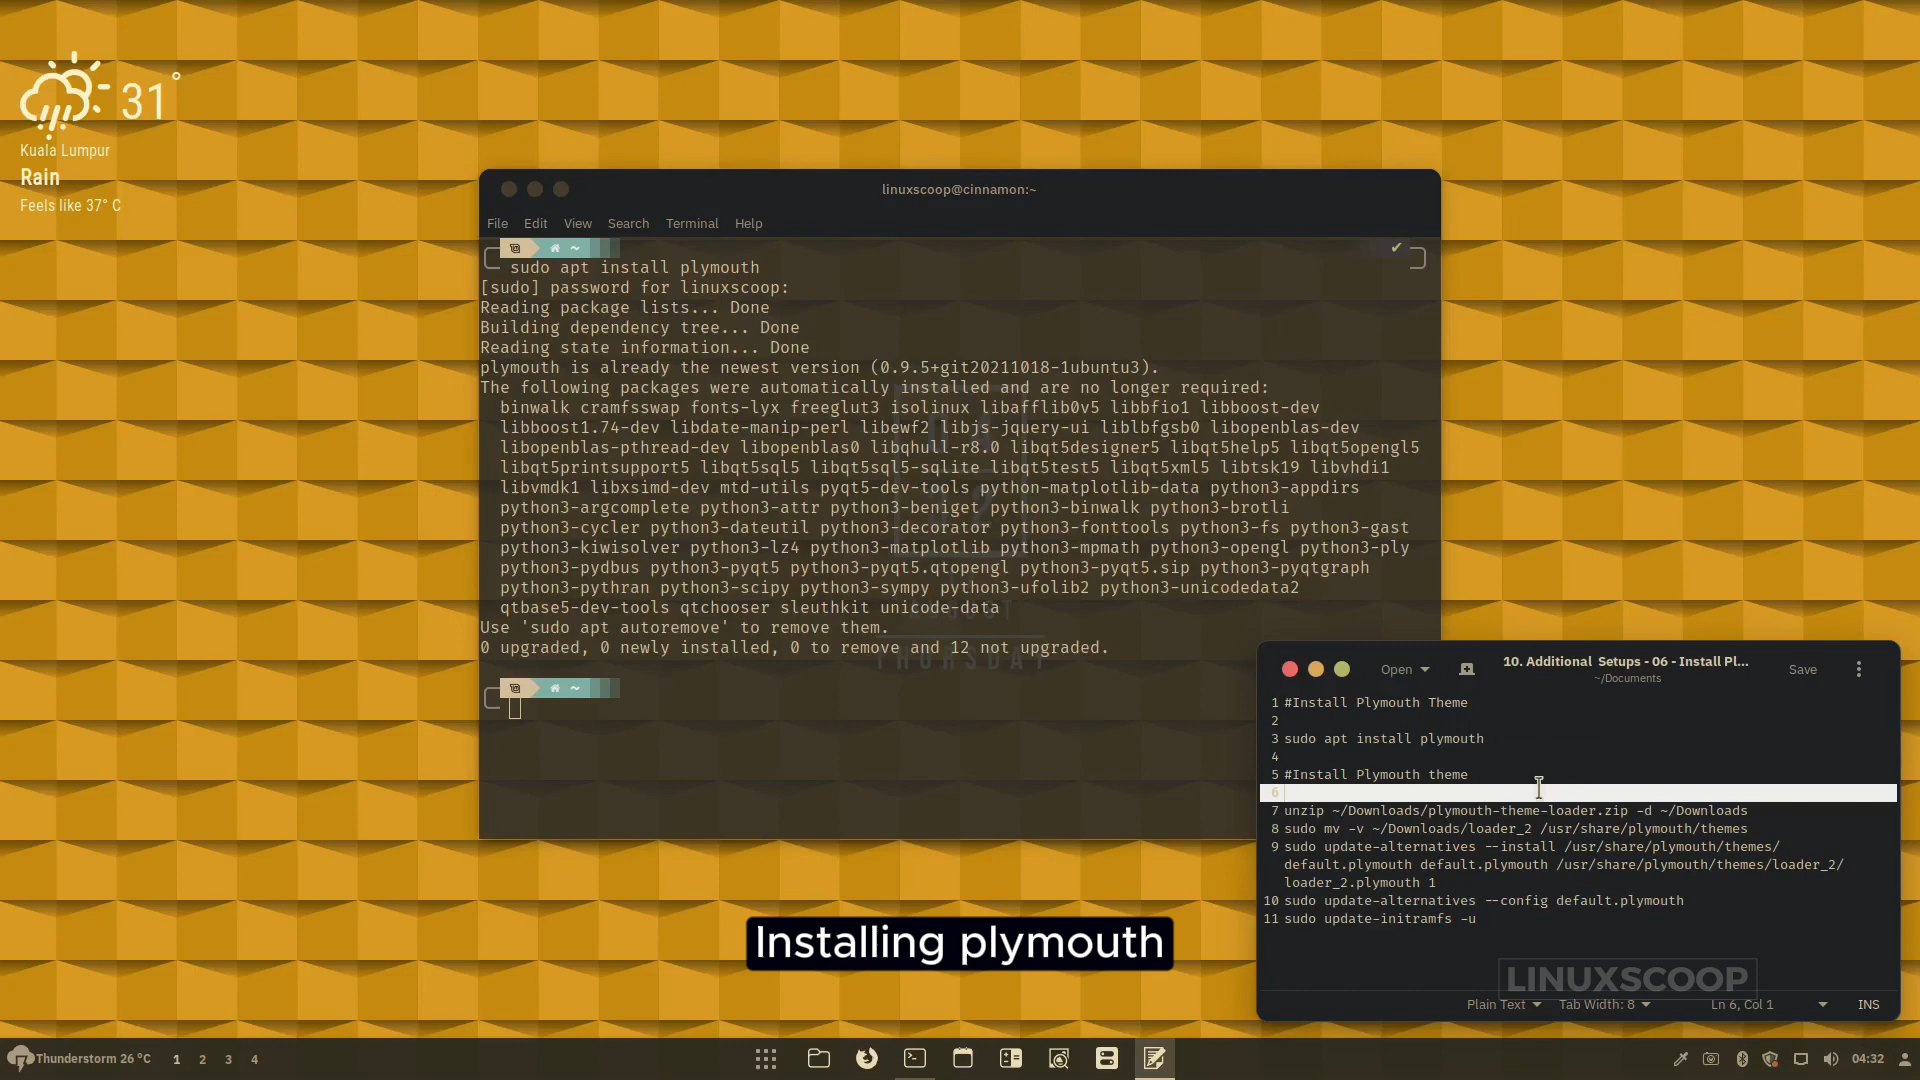 31°
Kuala Lumpur
Rain
Feels like 37° C
linuxscoop@cinnamon:~
File Edit View Search Terminal Help
~
sudo apt install plymouth
[sudo] password for linuxscoop:
Reading package lists... Done
Building dependency tree... Done
Reading state information... Done
plymouth is already the newest version (0.9.5+git20211018-1ubuntu3).
The following packages were automatically installed and are no longer required:
binwalk cramfsswap fonts-lyx freeglut3 isolinux libafflib0v5 libbfio1 libboost-dev
libboost1.74-dev libdate-manip-perl libewf2 libjs-jquery-ui liblbfgsb0 libopenblas-dev
libopenblas-pthread-dev libopenblas0 libqhull-r8.0 libqt5designer5 libqt5help5 libqt5opengl5
libqt5printsupport5 libqt5sql5 libqt5sql5-sqlite libqt5test5 libqt5xml5 libtsk19 libvhdi1
libvmdk1 libxsimd-dev mtd-utils pyqt5-dev-tools python-matplotlib-data python3-appdirs
python3-argcomplete python3-attr python3-beniget python3-binwalk python3-brotli
python3-cycler python3-dateutil python3-decorator python3-fonttools python3-fs python3-gast
python3-kiwisolver python3-lz4 python3-matplotlib python3-mpmath python3-opengl python3-ply
python3-pydbus python3-pyqt5 python3-pyqt5.qtopengl python3-pyqt5.sip python3-pyqtgraph
python3-pythran python3-scipy python3-sympy python3-ufolib2 python3-unicodedata2
qtbase5-dev-tools qtchooser sleuthkit unicode-data
Use 'sudo apt autoremove' to remove them.
0 upgraded, 0 newly installed, 0 to remove and 12 not upgraded.
THURSDAY
~
Open
10. Additional Setups - 06 - Install Pl...
~/Documents
Save
1 #Install Plymouth Theme
2
3 sudo apt install plymouth
4
5 #Install Plymouth theme
6
7 unzip ~/Downloads/plymouth-theme-loader.zip -d ~/Downloads
8 sudo mv -v ~/Downloads/loader_2 /usr/share/plymouth/themes
9 sudo update-alternatives --install /usr/share/plymouth/themes/
default.plymouth default.plymouth /usr/share/plymouth/themes/loader_2/
loader_2.plymouth 1
10 sudo update-alternatives --config default.plymouth
11 sudo update-initramfs -u
LINUXSCOOP
Plain Text Tab Width: 8 Ln 6, Col 1 INS
Installing plymouth
Thunderstorm 26 °C 1 2 3 4
04:32